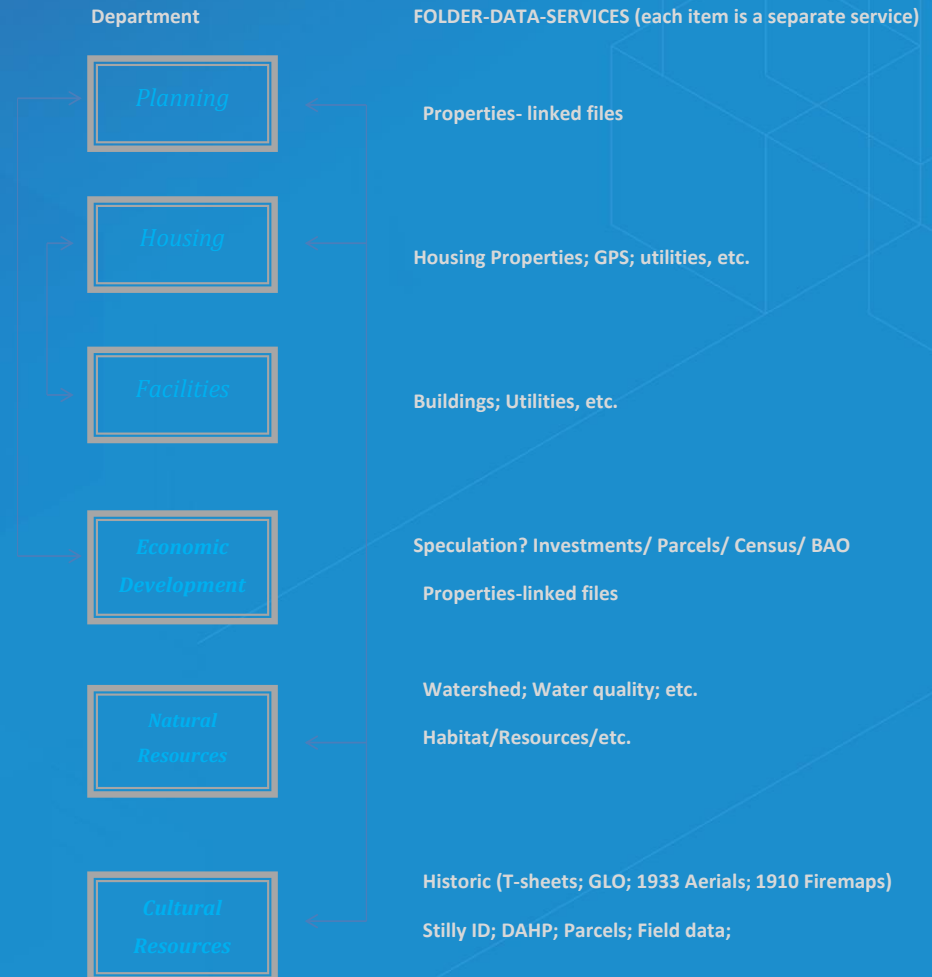 Department FOLDER-DATA-SERVICES (each item is a separate service)
Planning
Properties- linked files
Housing
Housing Properties; GPS; utilities, etc.
Facilities
Buildings; Utilities, etc.
Economic
Development
Speculation? Investments/ Parcels/ Census/ BAO
Properties-linked files
Natural
Resources
Watershed; Water quality; etc.
Habitat/Resources/etc.
Cultural
Resources
Historic (T-sheets; GLO; 1933 Aerials; 1910 Firemaps)
Stilly ID; DAHP; Parcels; Field data;